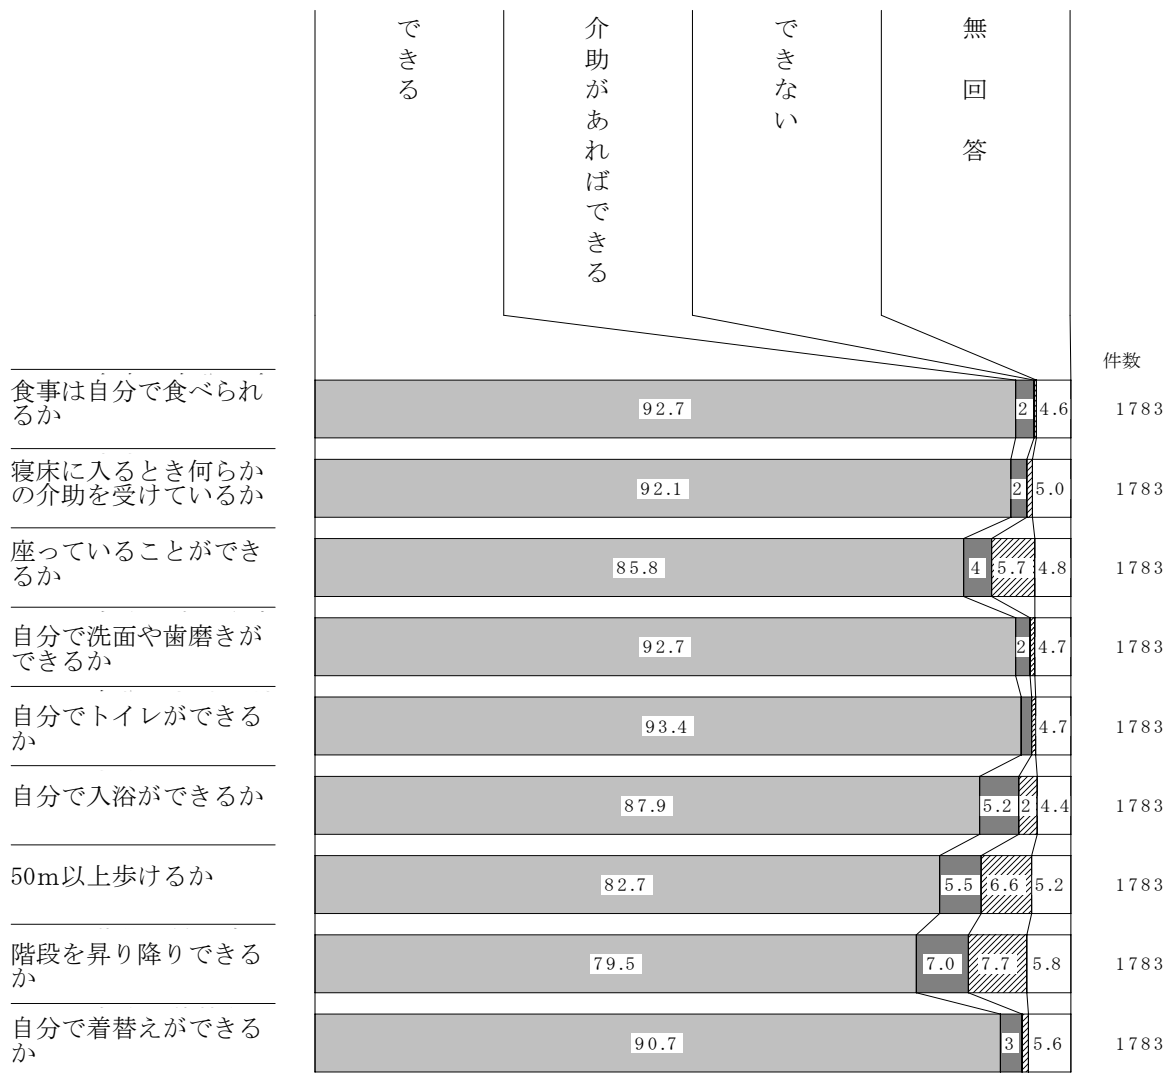 できる
介助があればできる
できない
無回答
件数
食事は自分で食べられ
るか
92.7 2 4.6 1783
寝床に入るとき何らか
の介助を受けているか
92.1 2 5.0 1783
座っていることができ
るか
85.8 4 5.7 4.8 1783
自分で洗面や歯磨きが
できるか
92.7 2 4.7 1783
自分でトイレができる
か
93.4 4.7 1783
自分で入浴ができるか
87.9 5.2 2 4.4 1783
50m以上歩けるか
82.7 5.5 6.6 5.2 1783
階段を昇り降りできる
か
79.5 7.0 7.7 5.8 1783
自分で着替えができる
か
90.7 3 5.6 1783